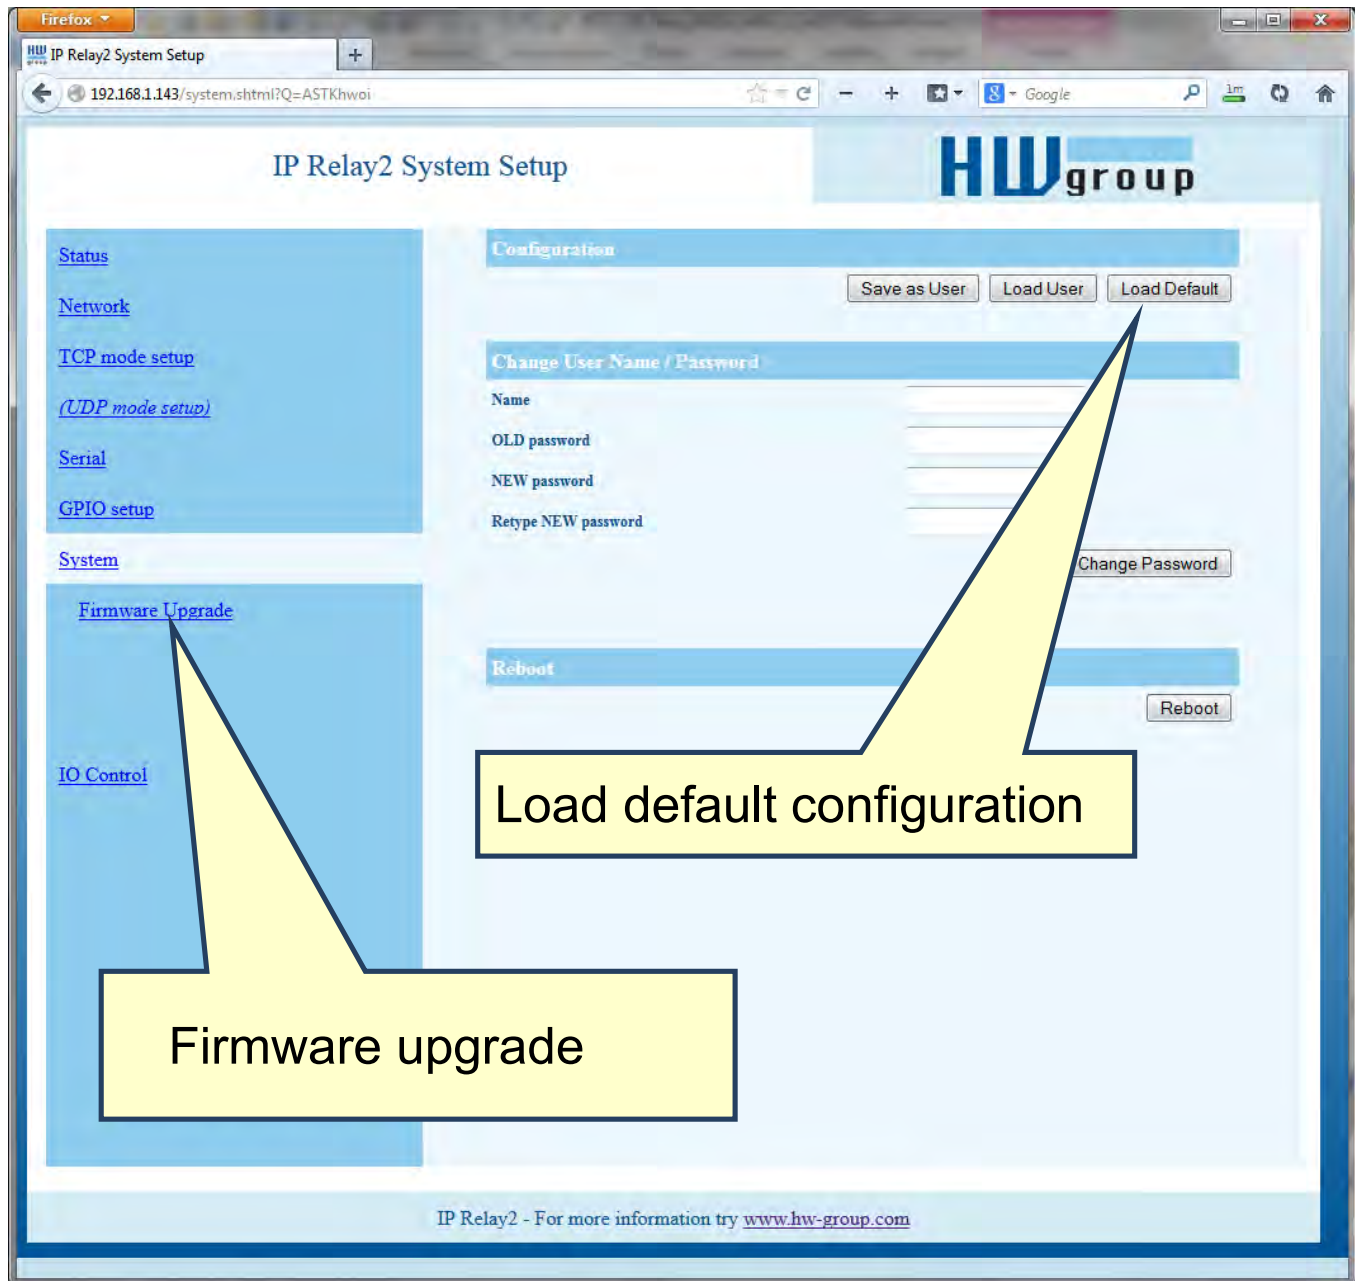 Firefox
IP Relay2 System Setup
192.168.1.143/system.shtml?Q=ASTKhwoi
Google
IP Relay2 System Setup
HW group
Status
Network
TCP mode setup
(UDP mode setup)
Serial
GPIO setup
System
Firmware Upgrade
IO Control
Configuration
Save as User Load User Load Default
Change User Name / Password
Name
OLD password
NEW password
Retype NEW password
Change Password
Reboot
Reboot
Load default configuration
Firmware upgrade
IP Relay2 - For more information try www.hw-group.com